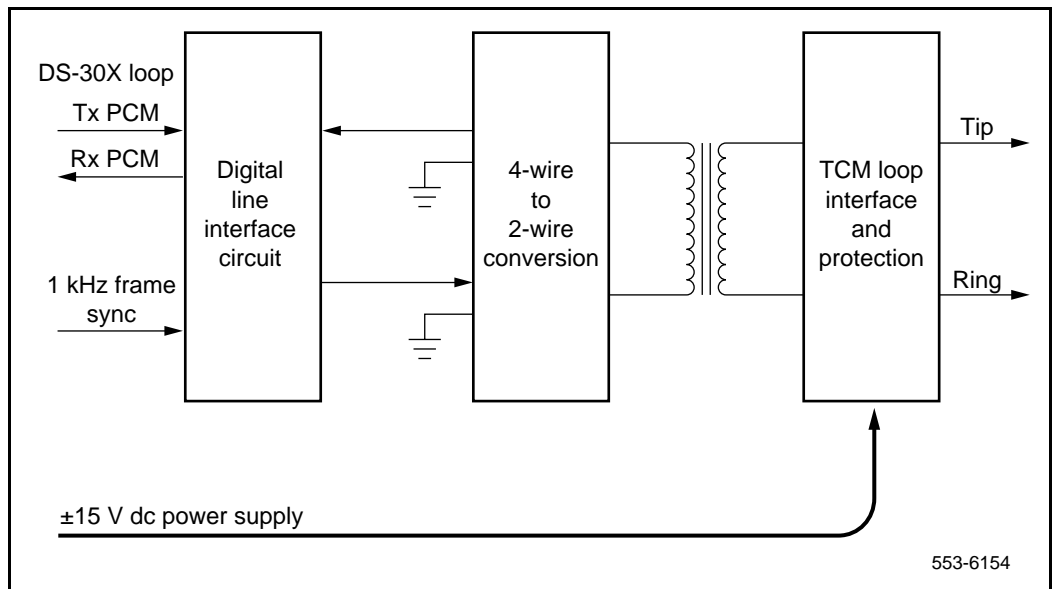 DS-30X loop
Tx PCM
Rx PCM
1 kHz frame
sync
Digital
line
interface
circuit
4-wire
to
2-wire
conversion
TCM loop
interface
and
protection
Tip
Ring
±15 V dc power supply
553-6154